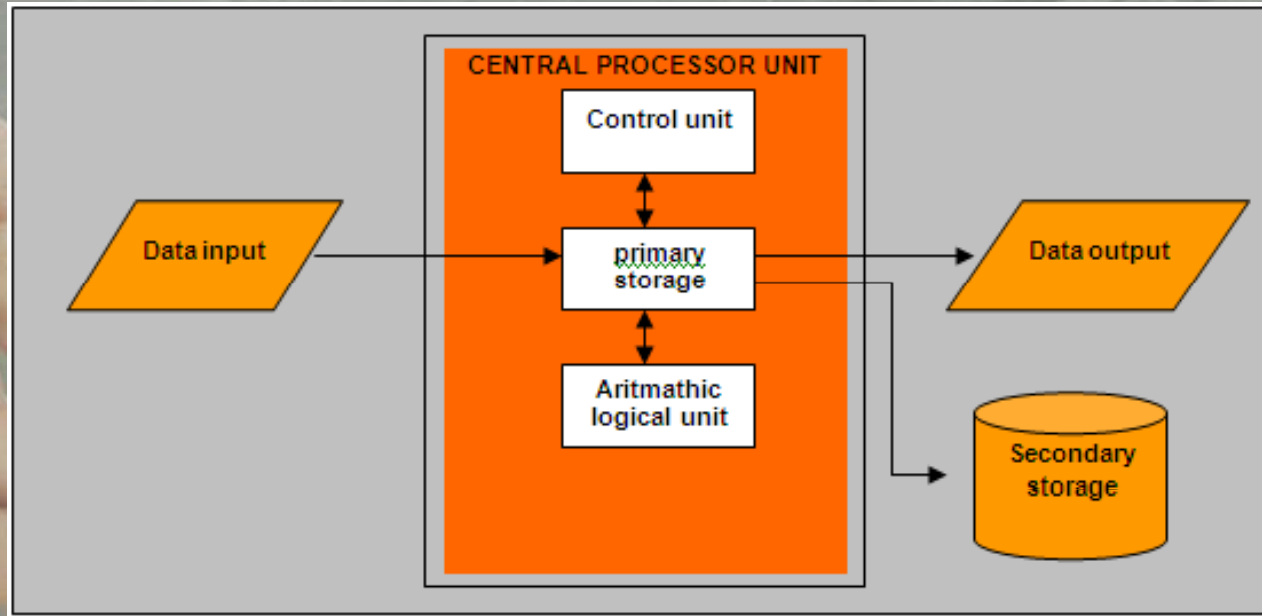 CENTRAL PROCESSOR UNIT
Control unit
Data input
primary
storage
Data output
Aritmathic
logical unit
Secondary
storage